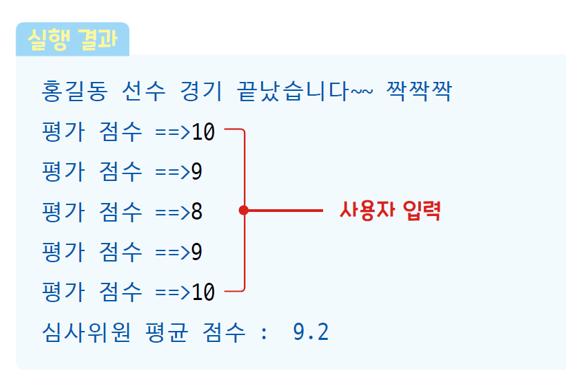 실행 결과
홍길동 선수 경기 끝났습니다~~ 짝짝짝
평가 점수 ==>10
평가 점수 ==>9
평가 점수 ==>8
사용자 입력
평가 점수 ==>9
평가 점수 ==>10
심사위원 평균 점수 : 9.2